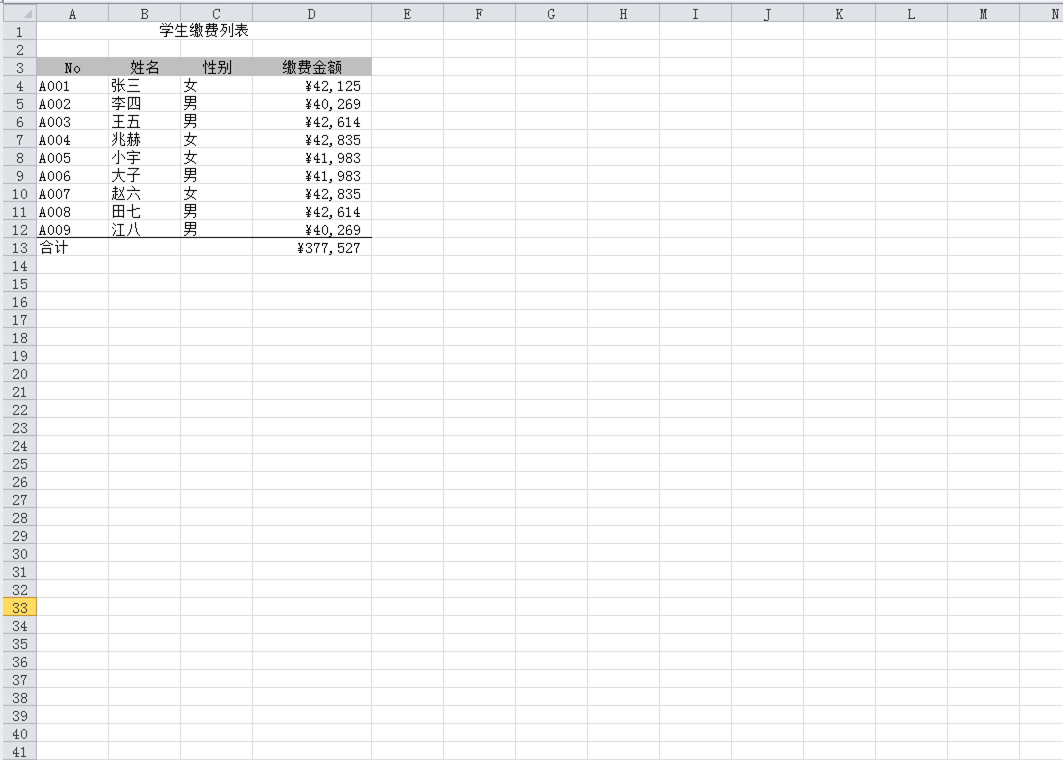 A B C D E F G H I J K L M N
1 学生缴费列表
2
3 No 姓名 性别 缴费金额
4 A001 张三 女 ¥42,125
5 A002 李四 男 ¥40,269
6 A003 王五 男 ¥42,614
7 A004 兆赫 女 ¥42,835
8 A005 小宇 女 ¥41,983
9 A006 大子 男 ¥41,983
10 A007 赵六 女 ¥42,835
11 A008 田七 男 ¥42,614
12 A009 江八 男 ¥40,269
13 合计 ¥377,527
14
15
16
17
18
19
20
21
22
23
24
25
26
27
28
29
30
31
32
33
34
35
36
37
38
39
40
41